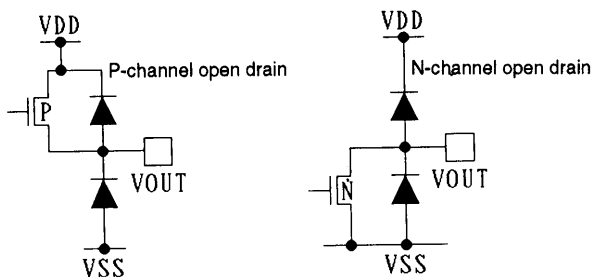 VDD
P-channel open drain
P
VOUT
VSS
VDD
N-channel open drain
N
VOUT
VSS